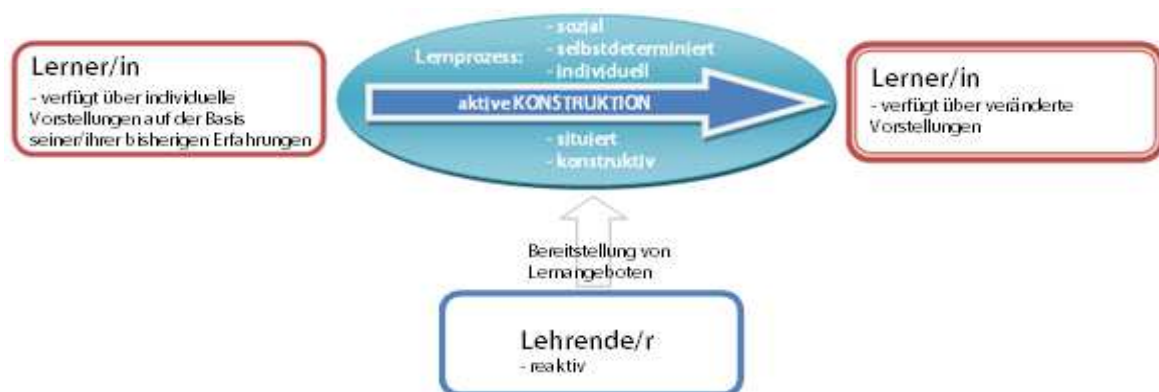 Lerner/in
- verfügt über individuelle
Vorstellungen auf der Basis
seiner/ihrer bisherigen Erfahrungen
Lernprozess:
- sozial
- selbstdeterminiert
- individuell
aktive KONSTRUKTION
- situiert
- konstruktiv
Lerner/in
- verfügt über veränderte
Vorstellungen
Bereitstellung von
Lernangeboten
Lehrende/r
- reaktiv